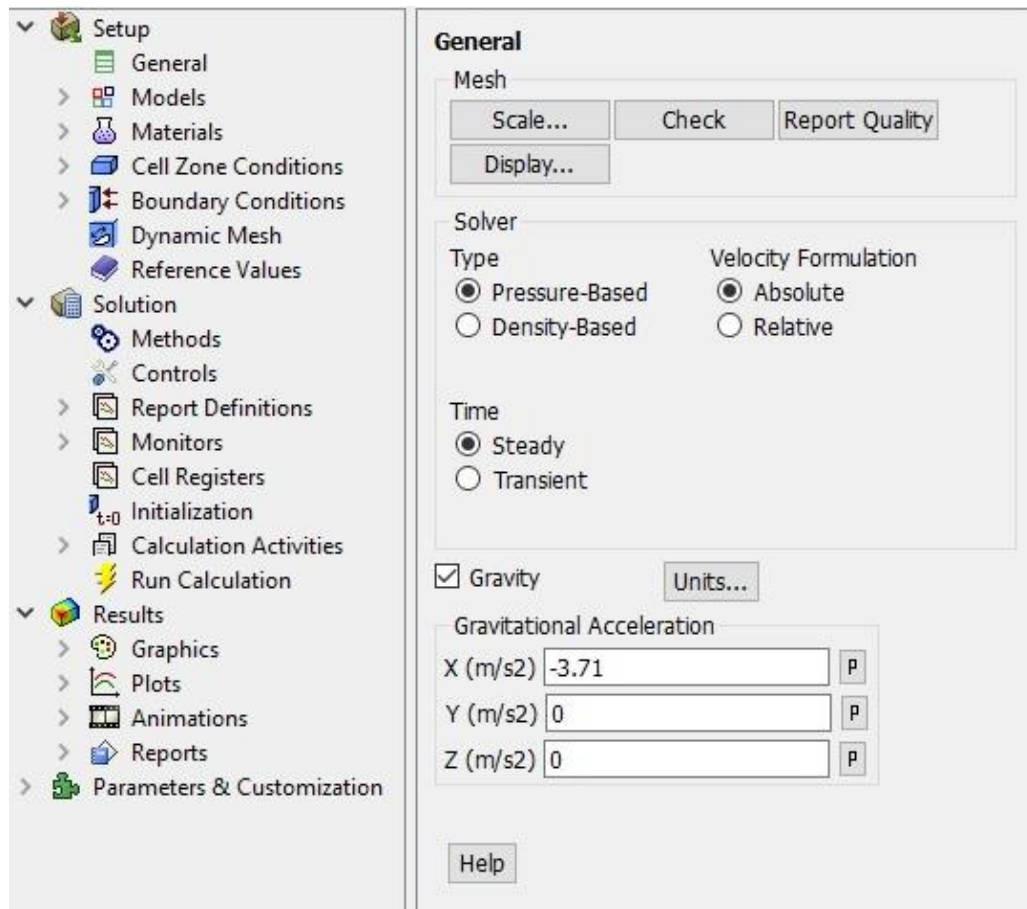 Setup
General
Models
Materials
Cell Zone Conditions
Boundary Conditions
Dynamic Mesh
Reference Values
Solution
Methods
Controls
Report Definitions
Monitors
Cell Registers
t=0 Initialization
Calculation Activities
Run Calculation
Results
Graphics
Plots
Animations
Reports
Parameters & Customization
General
Mesh
Scale... Check Report Quality
Display...
Solver
Type Velocity Formulation
Pressure-Based Absolute
Density-Based Relative
Time
Steady
Transient
Gravity Units...
Gravitational Acceleration
X (m/s2) -3.71 P
Y (m/s2) 0 P
Z (m/s2) 0 P
Help